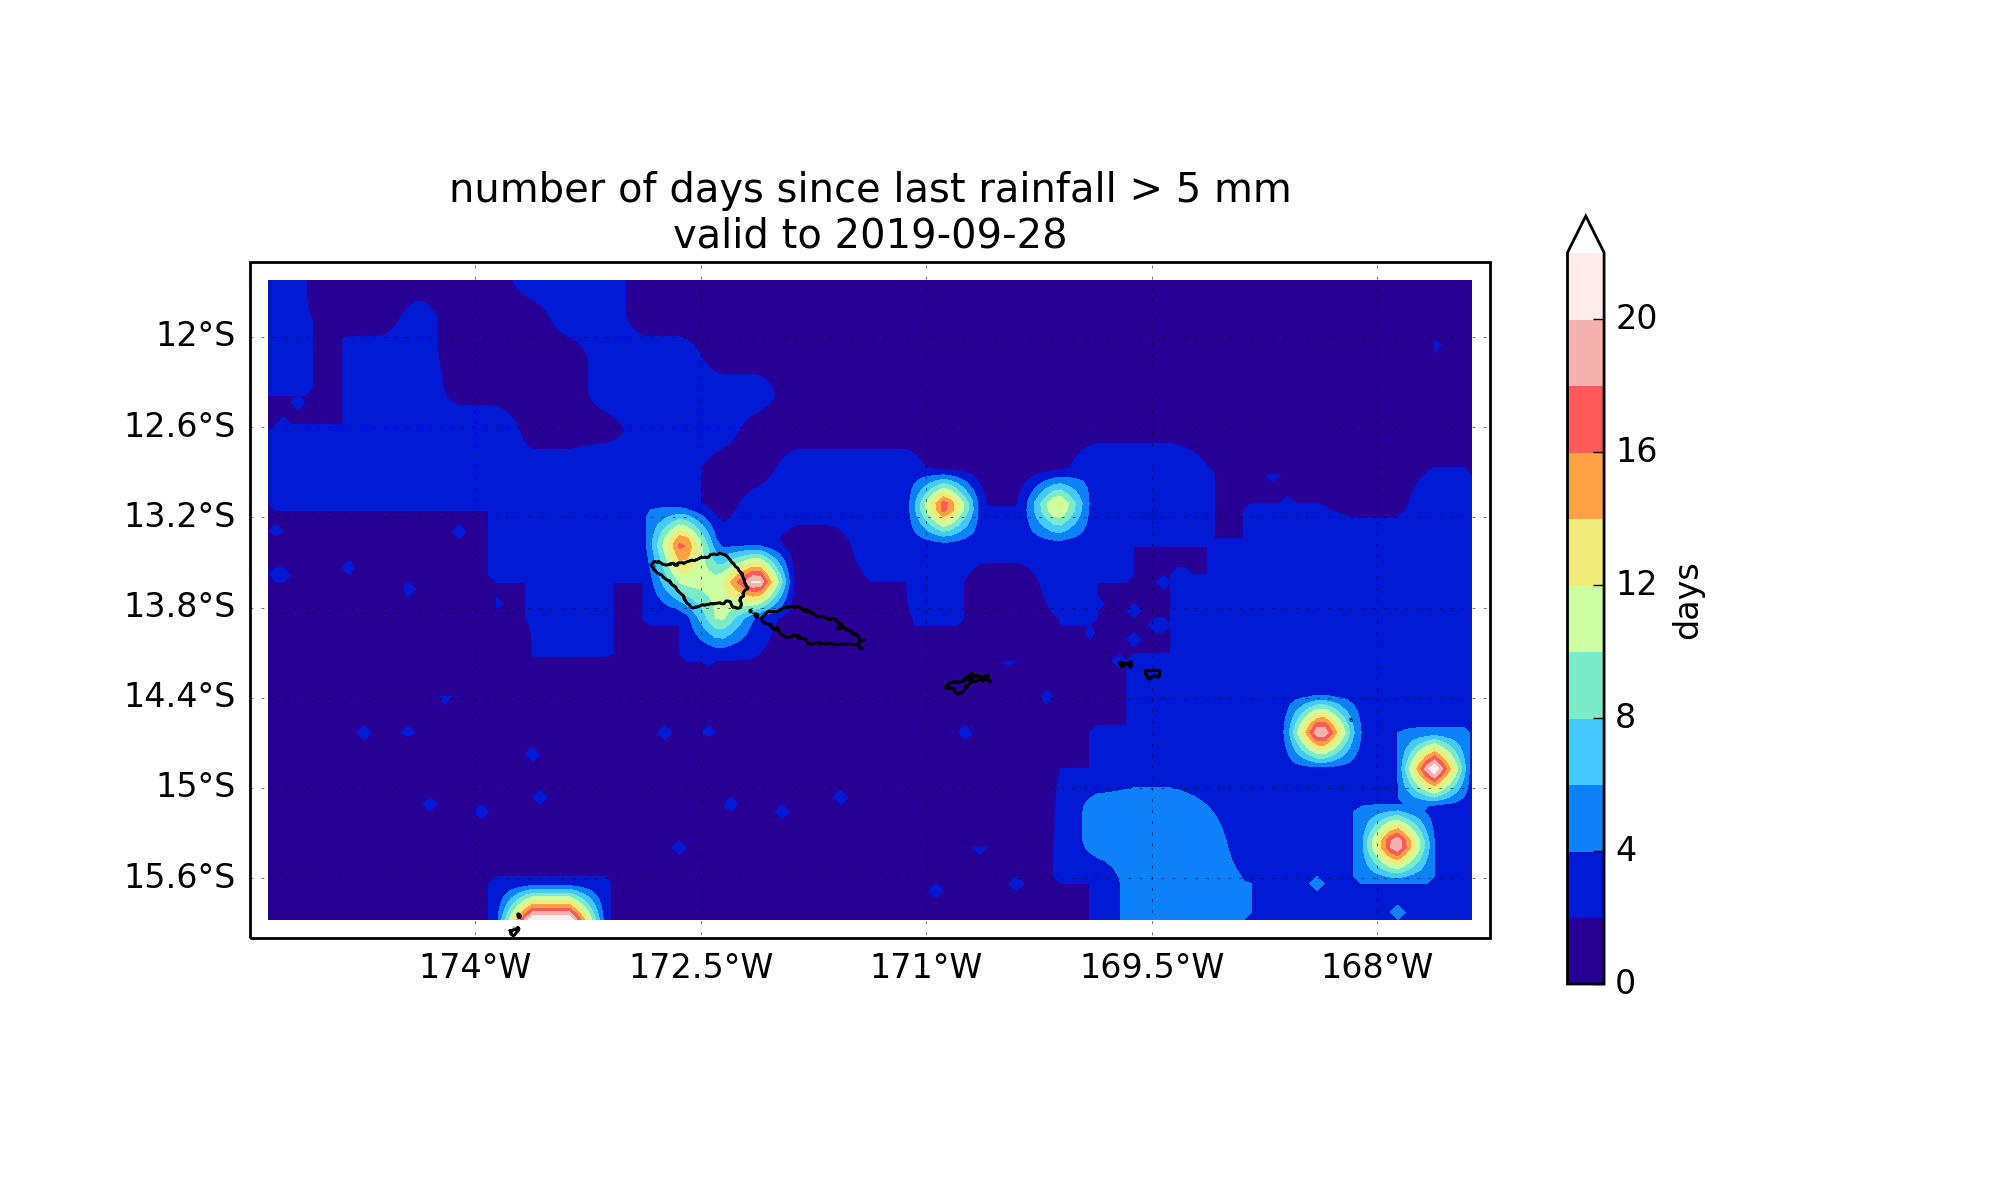 number of days since last rainfall > 5 mm
valid to 2019-09-28
12°S
12.6°S
13.2°S
13.8°S
14.4°S
15°S
15.6°S
174°W
172.5°W
171°W
169.5°W
168°W
20
16
12
8
4
0
days